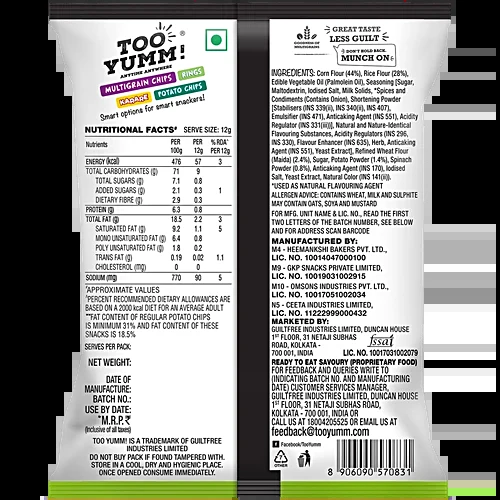 TOO YUMM!®
ANYTIME ANYWHERE
MULTIGRAIN CHIPS RINGS
KARARE POTATO CHIPS
Smart options for smart snackers!
NUTRITIONAL FACTS# SERVE SIZE: 12g
Nutrients PER 100g PER 12g %RDA† PER 12g
ENERGY (kcal) 476 57 3
TOTAL CARBOHYDRATES (g) 71 9
TOTAL SUGARS (g) 7.1 0.8
ADDED SUGARS (g) 2.1 0.3 1
DIETARY FIBRE (g) 2.9 0.3
PROTEIN (g) 6.3 0.8
TOTAL FAT (g) 18.5 2.2 3
SATURATED FAT (g) 9.2 1.1 5
MONO UNSATURATED FAT (g) 6.4 0.8
POLY UNSATURATED FAT (g) 1.8 0.2
TRANS FAT (g) 0.19 0.02 1.1
CHOLESTEROL (mg) 0 0
SODIUM (mg) 770 90 5
#APPROXIMATE VALUES
†PERCENT RECOMMENDED DIETARY ALLOWANCES ARE
BASED ON A 2000 kcal DIET FOR AN AVERAGE ADULT
**FAT CONTENT OF REGULAR POTATO CHIPS
IS MINIMUM 31% AND FAT CONTENT OF THESE
SNACKS IS 18.5%
SERVES PER PACK:
NET WEIGHT:
DATE OF
MANUFACTURE:
BATCH NO.:
USE BY DATE:
*M.R.P.₹
(Inclusive of all taxes)
TOO YUMM! IS A TRADEMARK OF GUILTFREE
INDUSTRIES LIMITED
DO NOT BUY PACK IF FOUND TAMPERED WITH.
STORE IN A COOL, DRY AND HYGIENIC PLACE.
ONCE OPENED CONSUME IMMEDIATELY.
GOODNESS OF
MULTIGRAINS
GREAT TASTE
LESS GUILT
DON'T HOLD BACK.
MUNCH ON
INGREDIENTS: Corn Flour (44%), Rice Flour (28%),
Edible Vegetable Oil (Palmolein Oil), Seasoning [Sugar,
Maltodextrin, Iodised Salt, Milk Solids, *Spices and
Condiments (Contains Onion), Shortening Powder
[Stabilisers (INS 339(ii), INS 340(ii), INS 407),
Emulsifier (INS 471), Anticaking Agent (INS 551), Acidity
Regulator (INS 331(iii)], Natural and Nature-Identical
Flavouring Substances, Acidity Regulators (INS 296,
INS 330), Flavour Enhancer (INS 635), Herb, Anticaking
Agent (INS 551), Yeast Extract], Refined Wheat Flour
(Maida) (2.4%), Sugar, Potato Powder (1.4%), Spinach
Powder (0.8%), Anticaking Agent (INS 170), Iodised
Salt, Yeast Extract, Natural Color (INS 141(ii)).
*USED AS NATURAL FLAVOURING AGENT
ALLERGEN ADVICE: CONTAINS WHEAT, MILK AND SULPHITE
MAY CONTAIN OATS, SOYA AND MUSTARD
FOR MFG. UNIT NAME & LIC. NO., READ THE FIRST
TWO LETTERS OF THE BATCH NUMBER, SEE BELOW
AND FOR ADDRESS SCAN BARCODE
MANUFACTURED BY:
M4 - HEEMANKSHI BAKERS PVT. LTD.,
LIC. NO. 10014047000100
M9 - GKP SNACKS PRIVATE LIMITED,
LIC. NO. 10019031002915
M10 - OMSONS INDUSTRIES PVT. LTD.,
LIC. NO. 10017051002034
N5 - CEETA INDUSTRIES LIMITED,
LIC. NO. 11222999000432
MARKETED BY:
GUILTFREE INDUSTRIES LIMITED, DUNCAN HOUSE
1ST FLOOR, 31 NETAJI SUBHAS
ROAD, KOLKATA -
700 001, INDIA
fssai
LIC. NO. 10017031002079
READY TO EAT SAVOURY (PROPRIETARY FOOD)
FOR FEEDBACK AND QUERIES WRITE TO
(INDICATING BATCH NO. AND MANUFACTURING
DATE) CUSTOMER SERVICES MANAGER,
GUILTFREE INDUSTRIES LIMITED, DUNCAN HOUSE
1ST FLOOR, 31 NETAJI SUBHAS ROAD,
KOLKATA - 700 001, INDIA OR
CALL US AT 18004205525 OR EMAIL US AT
feedback@tooyumm.com
Facebook/TooYumm
OTHER
8 906090 570831